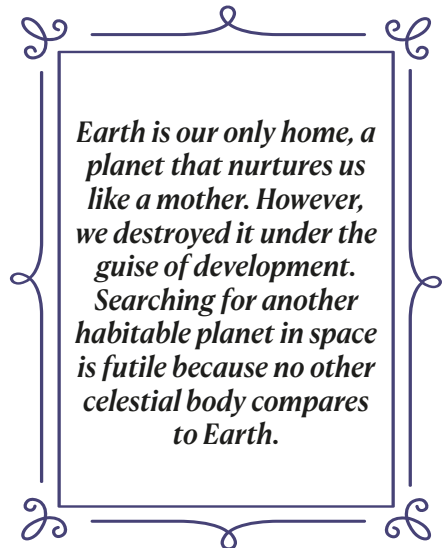 Earth is our only home, a
planet that nurtures us
like a mother. However,
we destroyed it under the
guise of development.
Searching for another
habitable planet in space
is futile because no other
celestial body compares
to Earth.